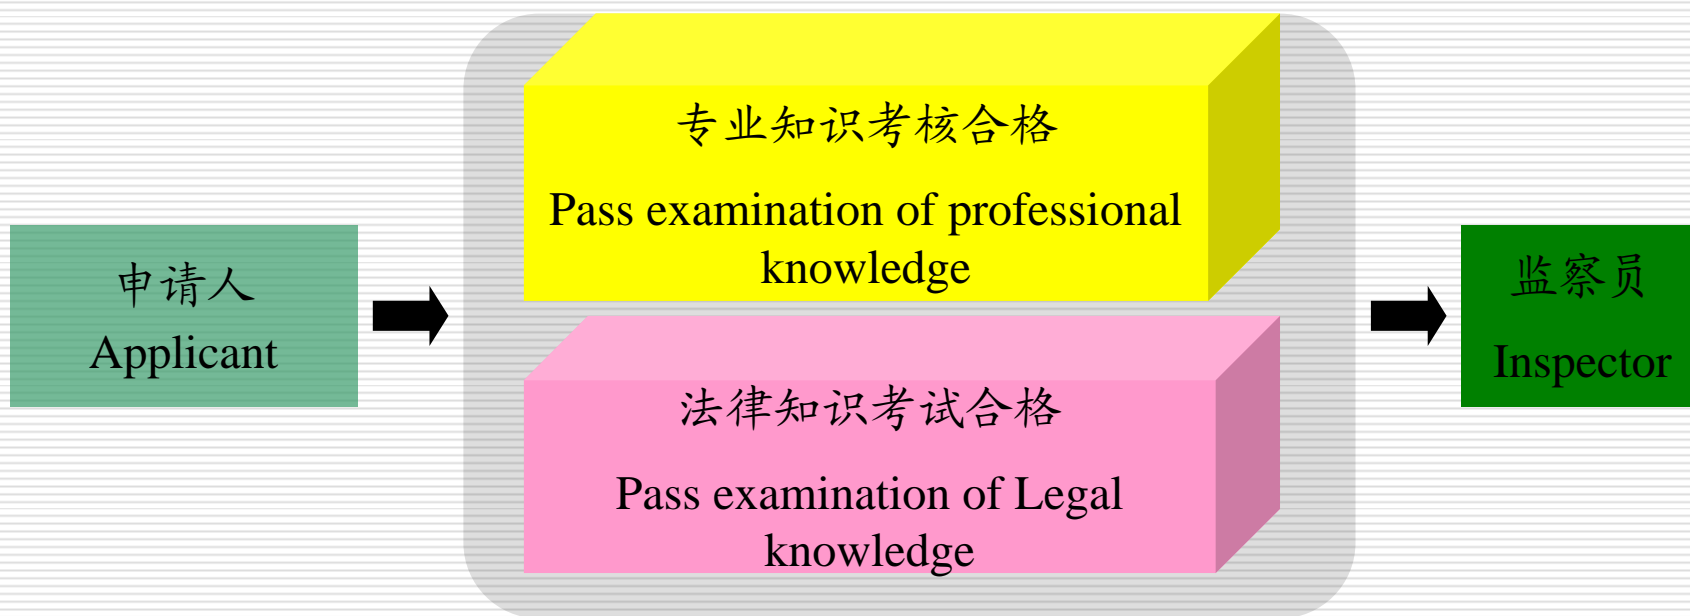 申请人
Applicant
专业知识考核合格
Pass examination of professional
knowledge
法律知识考试合格
Pass examination of Legal
knowledge
监察员
Inspector